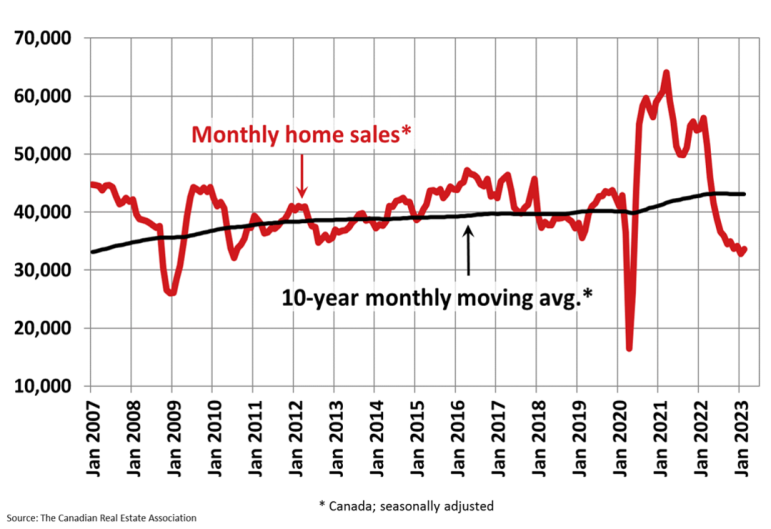 70,000
60,000
50,000
40,000
30,000
20,000
10,000
Monthly home sales*
10-year monthly moving avg.*
Jan 2007
Jan 2008
Jan 2009
Jan 2010
Jan 2011
Jan 2012
Jan 2013
Jan 2014
Jan 2015
Jan 2016
Jan 2017
Jan 2018
Jan 2019
Jan 2020
Jan 2021
Jan 2022
Jan 2023
* Canada; seasonally adjusted
Source: The Canadian Real Estate Association